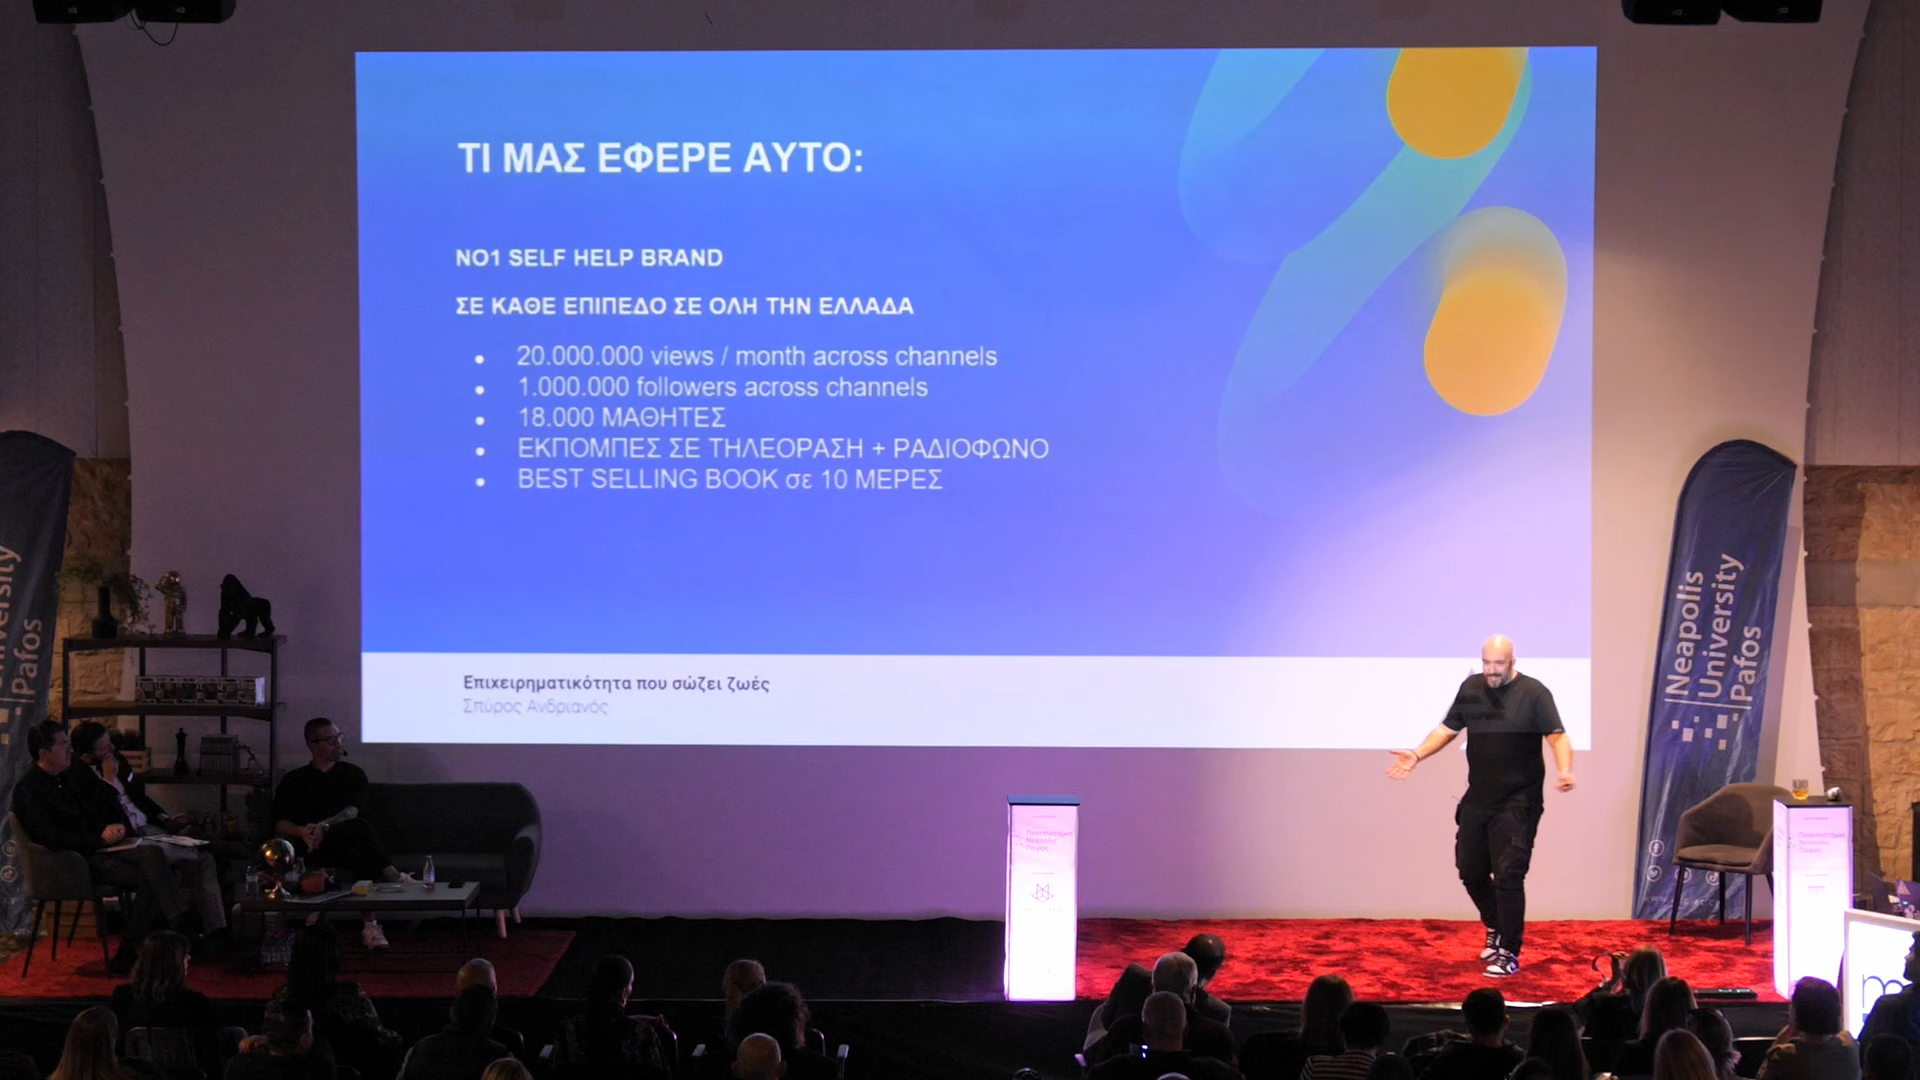 ΤΙ ΜΑΣ ΕΦΕΡΕ ΑΥΤΟ:
NO1 SELF HELP BRAND
ΣΕ ΚΑΘΕ ΕΠΙΠΕΔΟ ΣΕ ΟΛΗ ΤΗΝ ΕΛΛΑΔΑ
20.000.000 views / month across channels
1.000.000 followers across channels
18.000 ΜΑΘΗΤΕΣ
ΕΚΠΟΜΠΕΣ ΣΕ ΤΗΛΕΟΡΑΣΗ + ΡΑΔΙΟΦΩΝΟ
BEST SELLING BOOK σε 10 ΜΕΡΕΣ
Επιχειρηματικότητα που σώζει ζωές
Σπύρος Ανδριανός
Neapolis
University
Pafos
University
Pafos